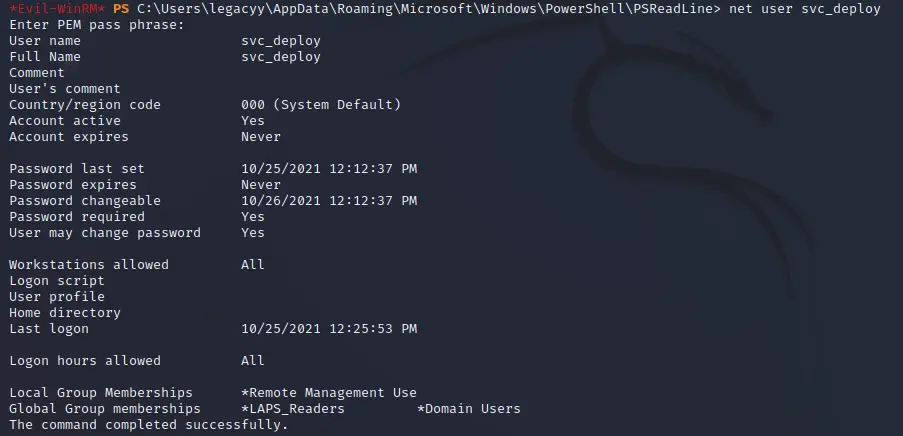 *Evil-WinRM* PS C:\Users\legacyy\AppData\Roaming\Microsoft\Windows\PowerShell\PSReadLine> net user svc_deploy
Enter PEM pass phrase:
User name                    svc_deploy
Full Name                    svc_deploy
Comment
User's comment
Country/region code          000 (System Default)
Account active               Yes
Account expires              Never
Password last set            10/25/2021 12:12:37 PM
Password expires             Never
Password changeable          10/26/2021 12:12:37 PM
Password required            Yes
User may change password     Yes
Workstations allowed         All
Logon script
User profile
Home directory
Last logon                   10/25/2021 12:25:53 PM
Logon hours allowed          All
Local Group Memberships      *Remote Management Use
Global Group memberships     *LAPS_Readers         *Domain Users
The command completed successfully.